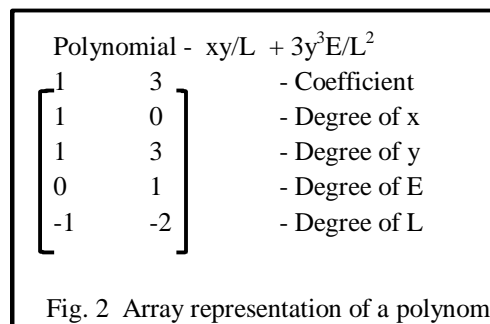 Polynomial - xy/L + 3y³E/L²
1 3 - Coefficient
1 0 - Degree of x
1 3 - Degree of y
0 1 - Degree of E
-1 -2 - Degree of L
Fig. 2 Array representation of a polynom